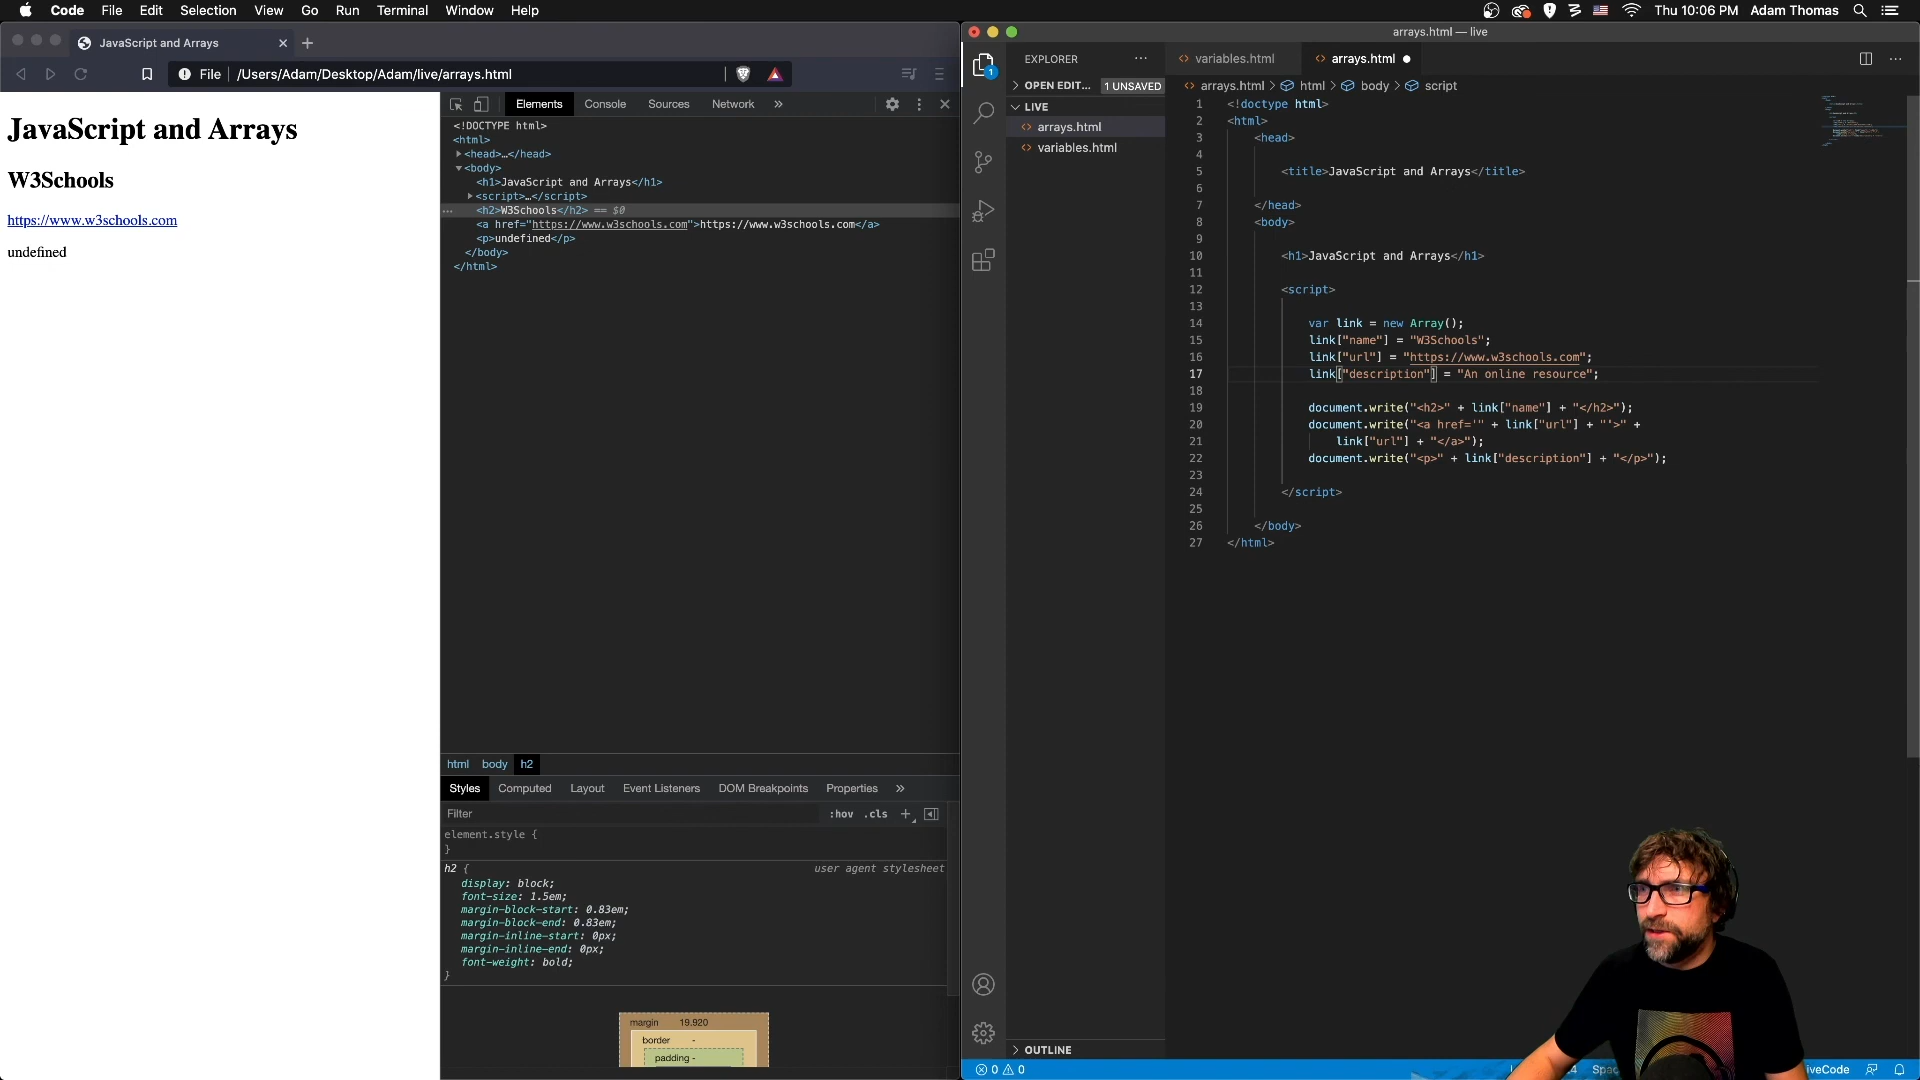 Code File Edit Selection View Go Run Terminal Window Help
Thu 10:06 PM Adam Thomas
JavaScript and Arrays
File /Users/Adam/Desktop/Adam/live/arrays.html
JavaScript and Arrays
W3Schools
https://www.w3schools.com
undefined
Elements Console Sources Network »
<!DOCTYPE html>
<html>
<head>…</head>
<body>
<h1>JavaScript and Arrays</h1>
<script>…</script>
<h2>W3Schools</h2> == $0
<a href="https://www.w3schools.com">https://www.w3schools.com</a>
<p>undefined</p>
</body>
</html>
html body h2
Styles Computed Layout Event Listeners DOM Breakpoints Properties »
Filter :hov .cls
element.style {
}
h2 { user agent stylesheet
display: block;
font-size: 1.5em;
margin-block-start: 0.83em;
margin-block-end: 0.83em;
margin-inline-start: 0px;
margin-inline-end: 0px;
font-weight: bold;
}
margin 19.920
border -
padding -
arrays.html — live
EXPLORER
OPEN EDIT... 1 UNSAVED
LIVE
arrays.html
variables.html
OUTLINE
1
variables.html arrays.html
arrays.html > html > body > script
1 <!doctype html>
2 <html>
3 <head>
4
5 <title>JavaScript and Arrays</title>
6
7 </head>
8 <body>
9
10 <h1>JavaScript and Arrays</h1>
11
12 <script>
13
14 var link = new Array();
15 link["name"] = "W3Schools";
16 link["url"] = "https://www.w3schools.com";
17 link["description"] = "An online resource";
18
19 document.write("<h2>" + link["name"] + "</h2>");
20 document.write("<a href='" + link["url"] + "'>" +
21 link["url"] + "</a>");
22 document.write("<p>" + link["description"] + "</p>");
23
24 </script>
25
26 </body>
27 </html>
0 0